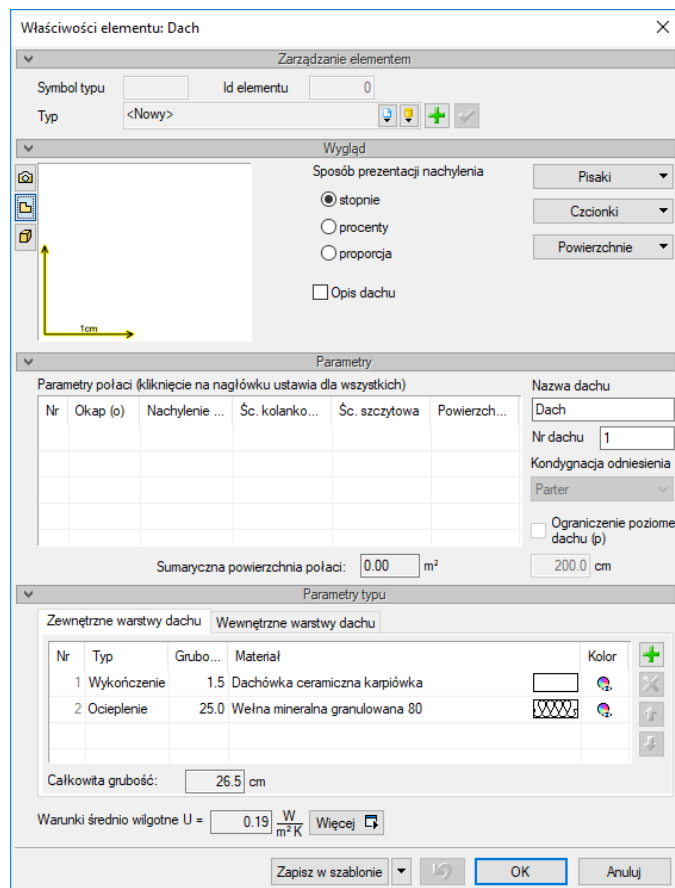 Właściwości elementu: Dach
Zarządzanie elementem
Symbol typu Id elementu 0
Typ <Nowy>
Wygląd
Sposób prezentacji nachylenia
stopnie
procenty
proporcja
Opis dachu
Pisaki
Czcionki
Powierzchnie
1cm
Parametry
Parametry połaci (kliknięcie na nagłówku ustawia dla wszystkich)
Nr Okap (o) Nachylenie ... Śc. kolanko... Śc. szczytowa Powierzch...
Sumaryczna powierzchnia połaci: 0.00 m²
Nazwa dachu
Dach
Nr dachu 1
Kondygnacja odniesienia
Parter
Ograniczenie poziome
dachu (p)
200.0 cm
Parametry typu
Zewnętrzne warstwy dachu Wewnętrzne warstwy dachu
Nr Typ Grubo... Materiał Kolor
1 Wykończenie 1.5 Dachówka ceramiczna karpiówka
2 Ocieplenie 25.0 Wełna mineralna granulowana 80
Całkowita grubość: 26.5 cm
Warunki średnio wilgotne U = 0.19 W/m²K Więcej
Zapisz w szablonie OK Anuluj